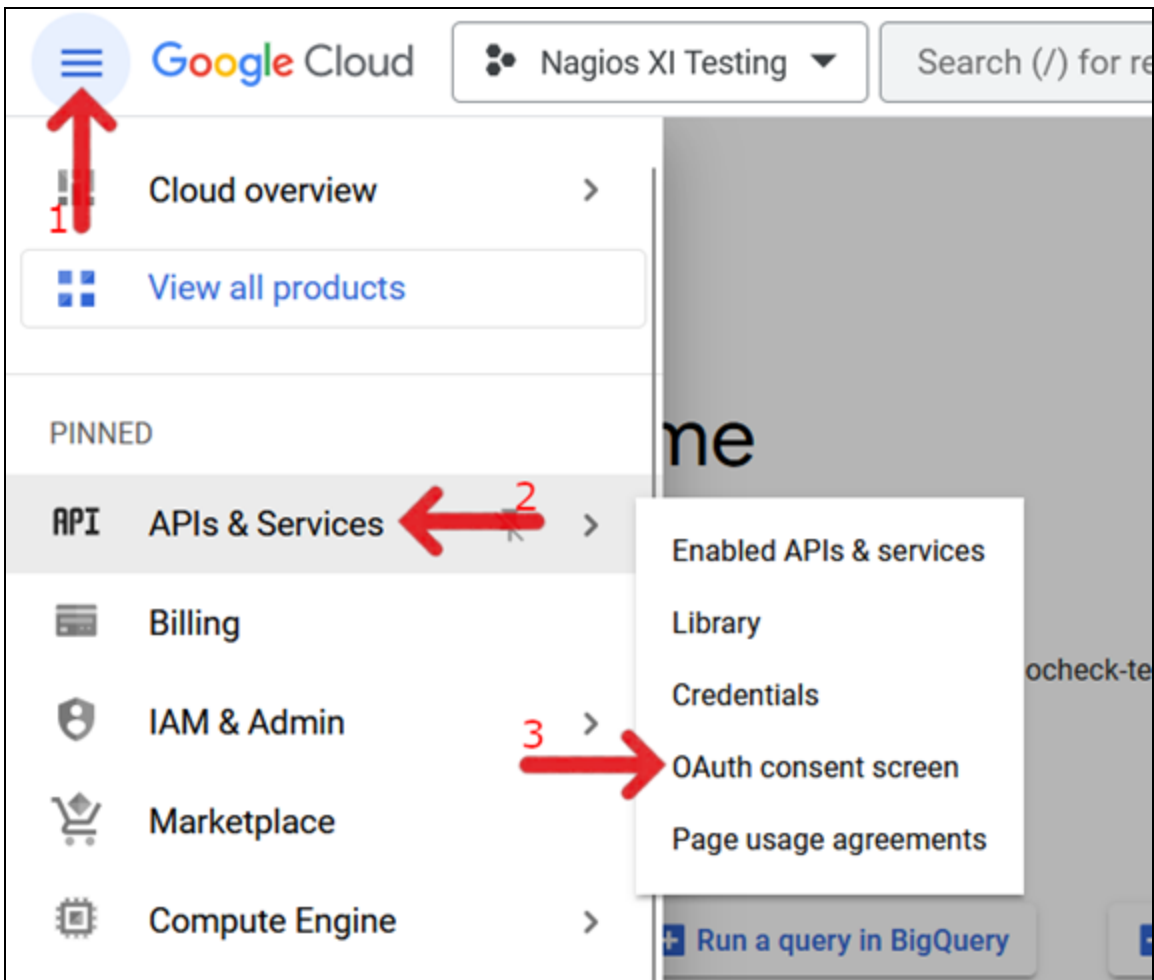 Google Cloud
Nagios XI Testing
Search (/) for re
1
Cloud overview
View all products
PINNED
me
API
APIs & Services
2
Enabled APIs & services
Billing
Library
ocheck-te
Credentials
IAM & Admin
3
OAuth consent screen
Marketplace
Page usage agreements
Compute Engine
Run a query in BigQuery